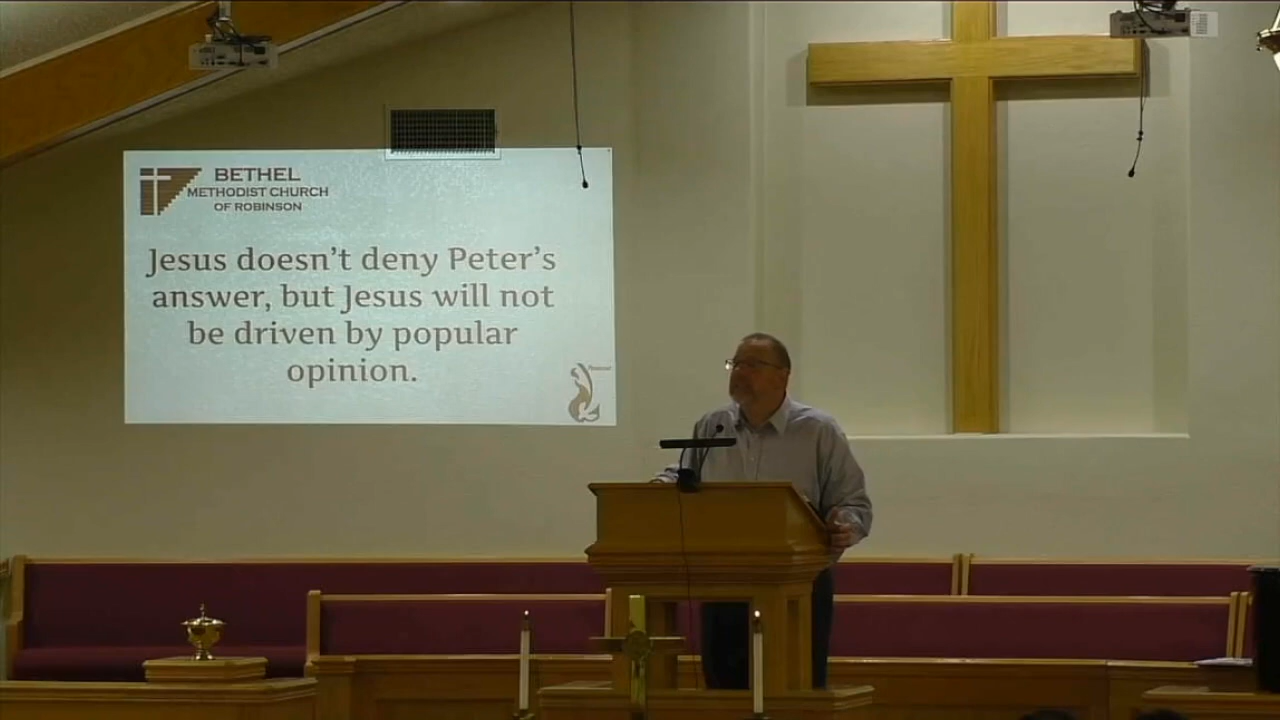 BETHEL
METHODIST CHURCH
OF ROBINSON
Jesus doesn't deny Peter's
answer, but Jesus will not
be driven by popular
opinion.